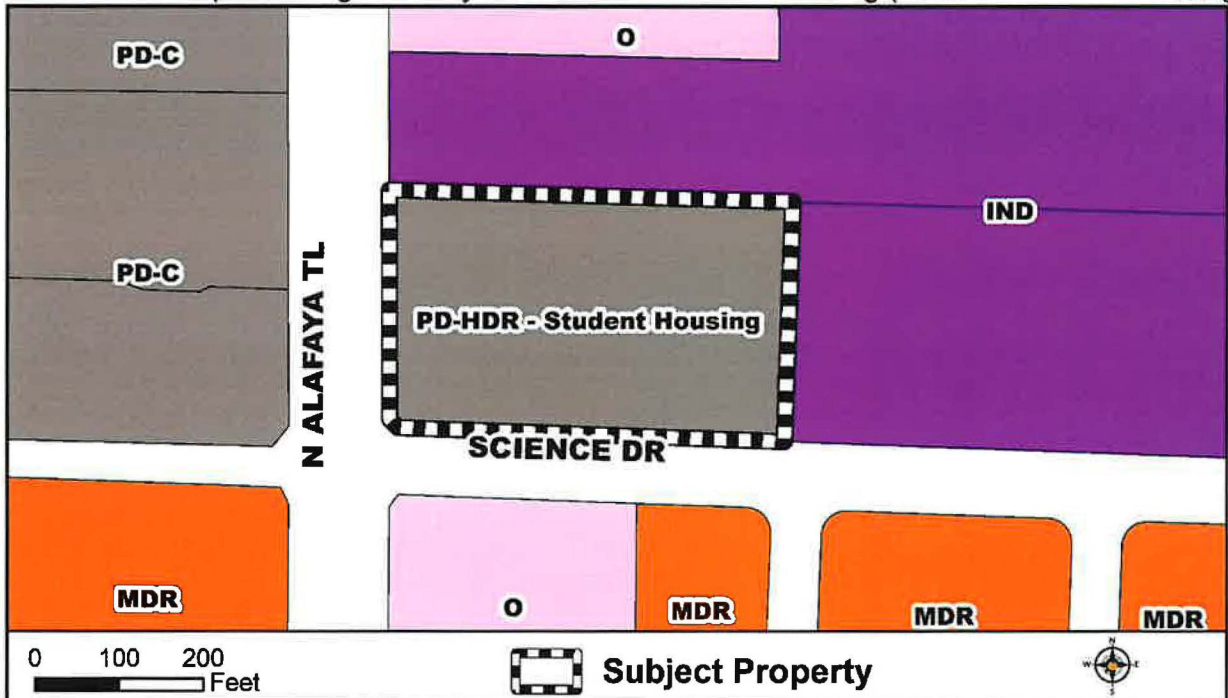 O
PD-C
IND
PD-C
N ALAFAYA TL
PD-HDR - Student Housing
SCIENCE DR
MDR
O
MDR
MDR
MDR
0 100 200
Feet
Subject Property
N
W E
S